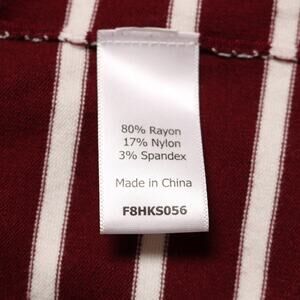 80% Rayon
17% Nylon
3% Spandex
Made in China
F8HKS056